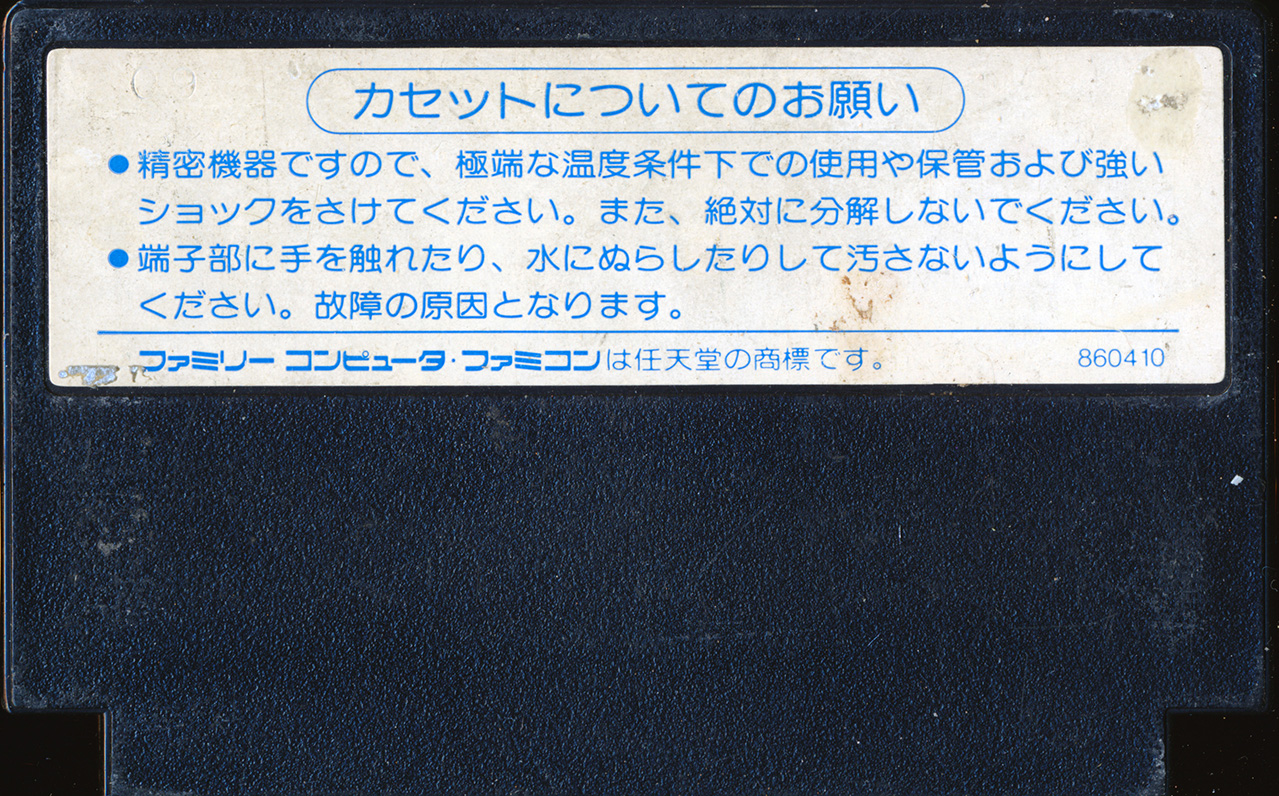 カセットについてのお願い
●精密機器ですので、極端な温度条件下での使用や保管および強い
ショックをさけてください。また、絶対に分解しないでください。
●端子部に手を触れたり、水にぬらしたりして汚さないようにして
ください。故障の原因となります。
ファミリー コンピュータ・ファミコンは任天堂の商標です。 860410